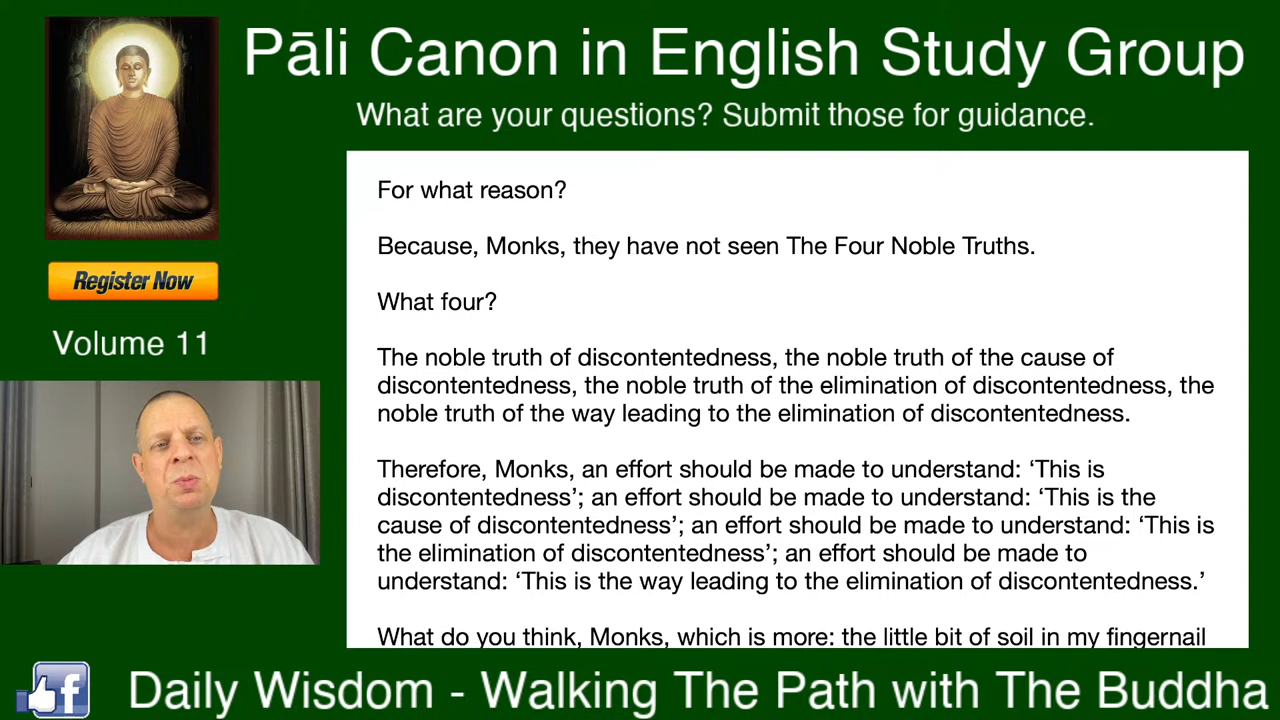 Pāli Canon in English Study Group
What are your questions? Submit those for guidance.
Register Now
Volume 11
For what reason?
Because, Monks, they have not seen The Four Noble Truths.
What four?
The noble truth of discontentedness, the noble truth of the cause of
discontentedness, the noble truth of the elimination of discontentedness, the
noble truth of the way leading to the elimination of discontentedness.
Therefore, Monks, an effort should be made to understand: ‘This is
discontentedness’; an effort should be made to understand: ‘This is the
cause of discontentedness’; an effort should be made to understand: ‘This is
the elimination of discontentedness’; an effort should be made to
understand: ‘This is the way leading to the elimination of discontentedness.’
What do you think, Monks, which is more: the little bit of soil in my fingernail
f
Daily Wisdom - Walking The Path with The Buddha